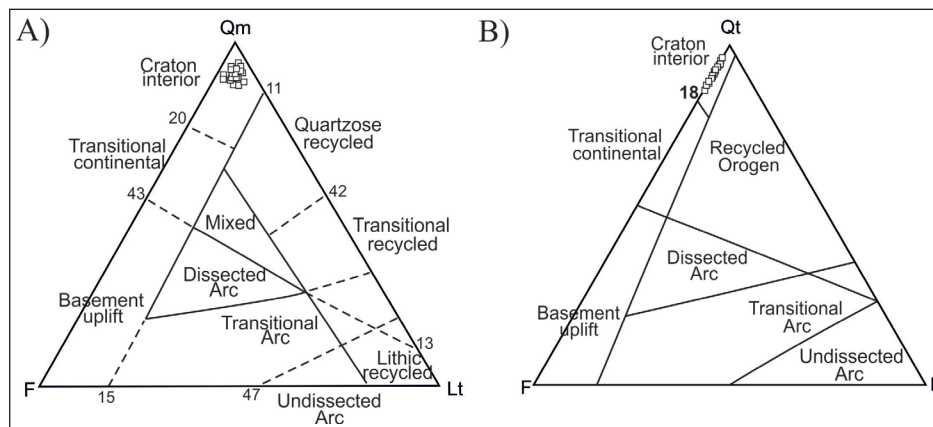 A)
Qm
Craton
interior
11
20
Quartzose
recycled
Transitional
continental
43
42
Mixed
Transitional
recycled
Dissected
Arc
Basement
uplift
Transitional
Arc
13
Lithic
recycled
F
15
47
Undissected
Arc
Lt
B)
Qt
Craton
interior
18
Transitional
continental
Recycled
Orogen
Dissected
Arc
Basement
uplift
Transitional
Arc
Undissected
Arc
F